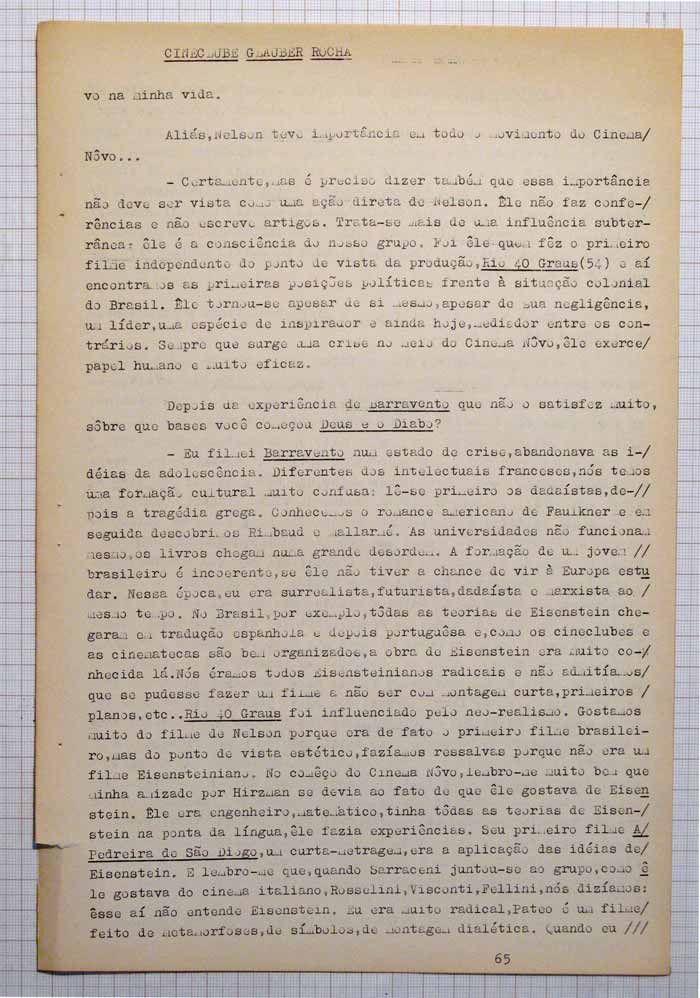 CINECLUBE GLAUBER ROCHA
vo na minha vida.
Aliás,Nelson teve importância em todo o movimento do Cinema/
Nôvo...
- Certamente,mas é preciso dizer também que essa importância
não deve ser vista como uma ação direta de Nelson. Êle não faz confe-/
rências e não escreve artigos. Trata-se mais de uma influência subter-
rânea: êle é a consciência do nosso grupo. Foi êle quem fêz o primeiro
filme independente do ponto de vista da produção,Rio 40 Graus(54) e aí
encontramos as primeiras posições políticas frente à situação colonial
do Brasil. Êle tornou-se apesar de si mesmo,apesar de sua negligência,
um líder,uma espécie de inspirador e ainda hoje,mediador entre os con-
trários. Sempre que surge uma crise no meio do Cinema Nôvo,êle exerce/
papel humano e muito eficaz.
Depois da experiência de Barravento que não o satisfez muito,
sôbre que bases você começou Deus e o Diabo?
- Eu filmei Barravento num estado de crise,abandonava as i-/
déias da adolescência. Diferentes dos intelectuais franceses,nós temos
uma formação cultural muito confusa: lê-se primeiro os dadaístas,de-//
pois a tragédia grega. Conhecemos o romance americano de Faulkner e em
seguida descobrimos Rimbaud e Mallarmé. As universidades não funcionam
mesmo,os livros chegam numa grande desordem. A formação de um jovem //
brasileiro é incoerente,se êle não tiver a chance de vir à Europa estu
dar. Nessa época,eu era surrealista,futurista,dadaísta e marxista ao /
mesmo tempo. No Brasil,por exemplo,tôdas as teorias de Eisenstein che-
garam em tradução espanhola e depois portuguêsa e,como os cineclubes e
as cinematecas são bem organizados,a obra de Eisenstein era muito co-/
nhecida lá.Nós éramos todos Eisensteinianos radicais e não admitíamos/
que se pudesse fazer um filme a não ser com montagem curta,primeiros /
planos,etc..Rio 40 Graus foi influenciado pelo neo-realismo. Gostamos
muito do filme de Nelson porque era de fato o primeiro filme brasilei-
ro,mas do ponto de vista estético,fazíamos ressalvas porque não era um
filme Eisensteiniano. No comêço do Cinema Nôvo,lembro-me muito bem que
minha amizade por Hirzman se devia ao fato de que êle gostava de Eisen
stein. Êle era engenheiro,matemático,tinha tôdas as teorias de Eisen-/
stein na ponta da língua,êle fazia experiências. Seu primeiro filme A/
Pedreira de São Diogo,um curta-metragem,era a aplicação das idéias de/
Eisenstein. E lembro-me que,quando Sarraceni juntou-se ao grupo,como ê
le gostava do cinema italiano,Rosselini,Visconti,Fellini,nós dizíamos:
êsse aí não entende Eisenstein. Eu era muito radical,Pateo é um filme/
feito de metamorfoses,de símbolos,de montagem dialética. Quando eu ///
65